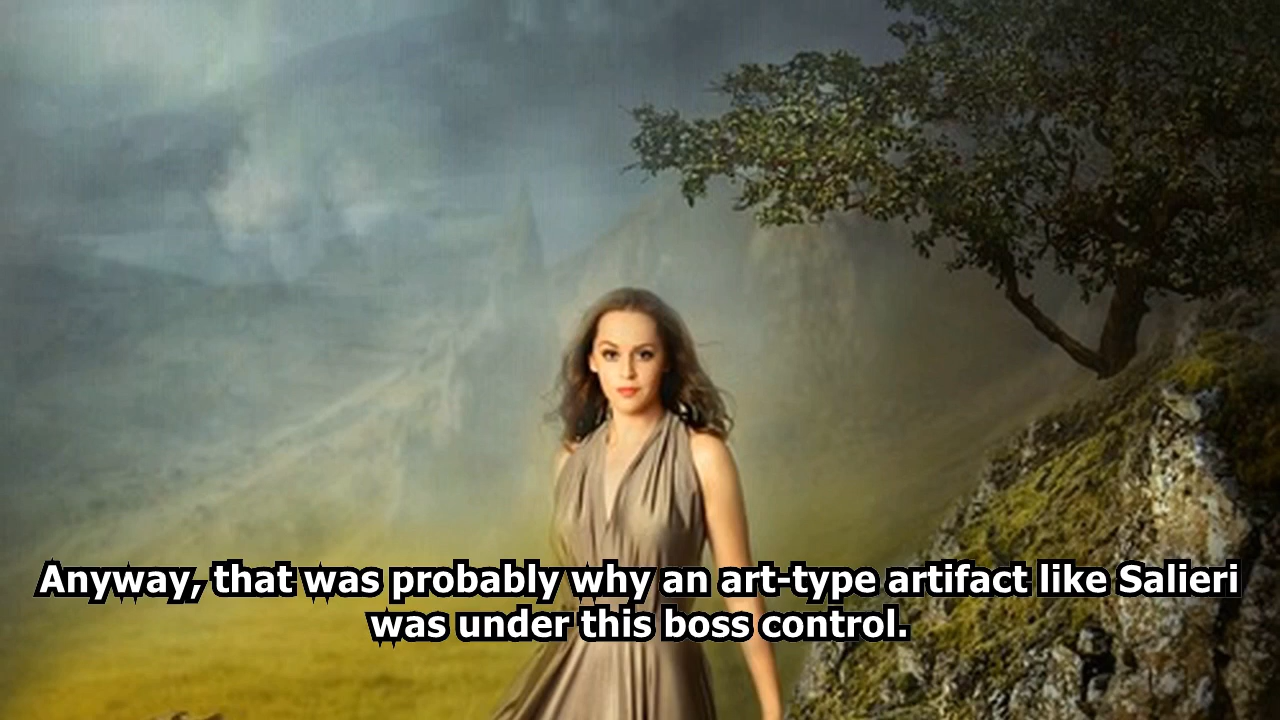 Anyway, that was probably why an art-type artifact like Salieri
was under this boss control.